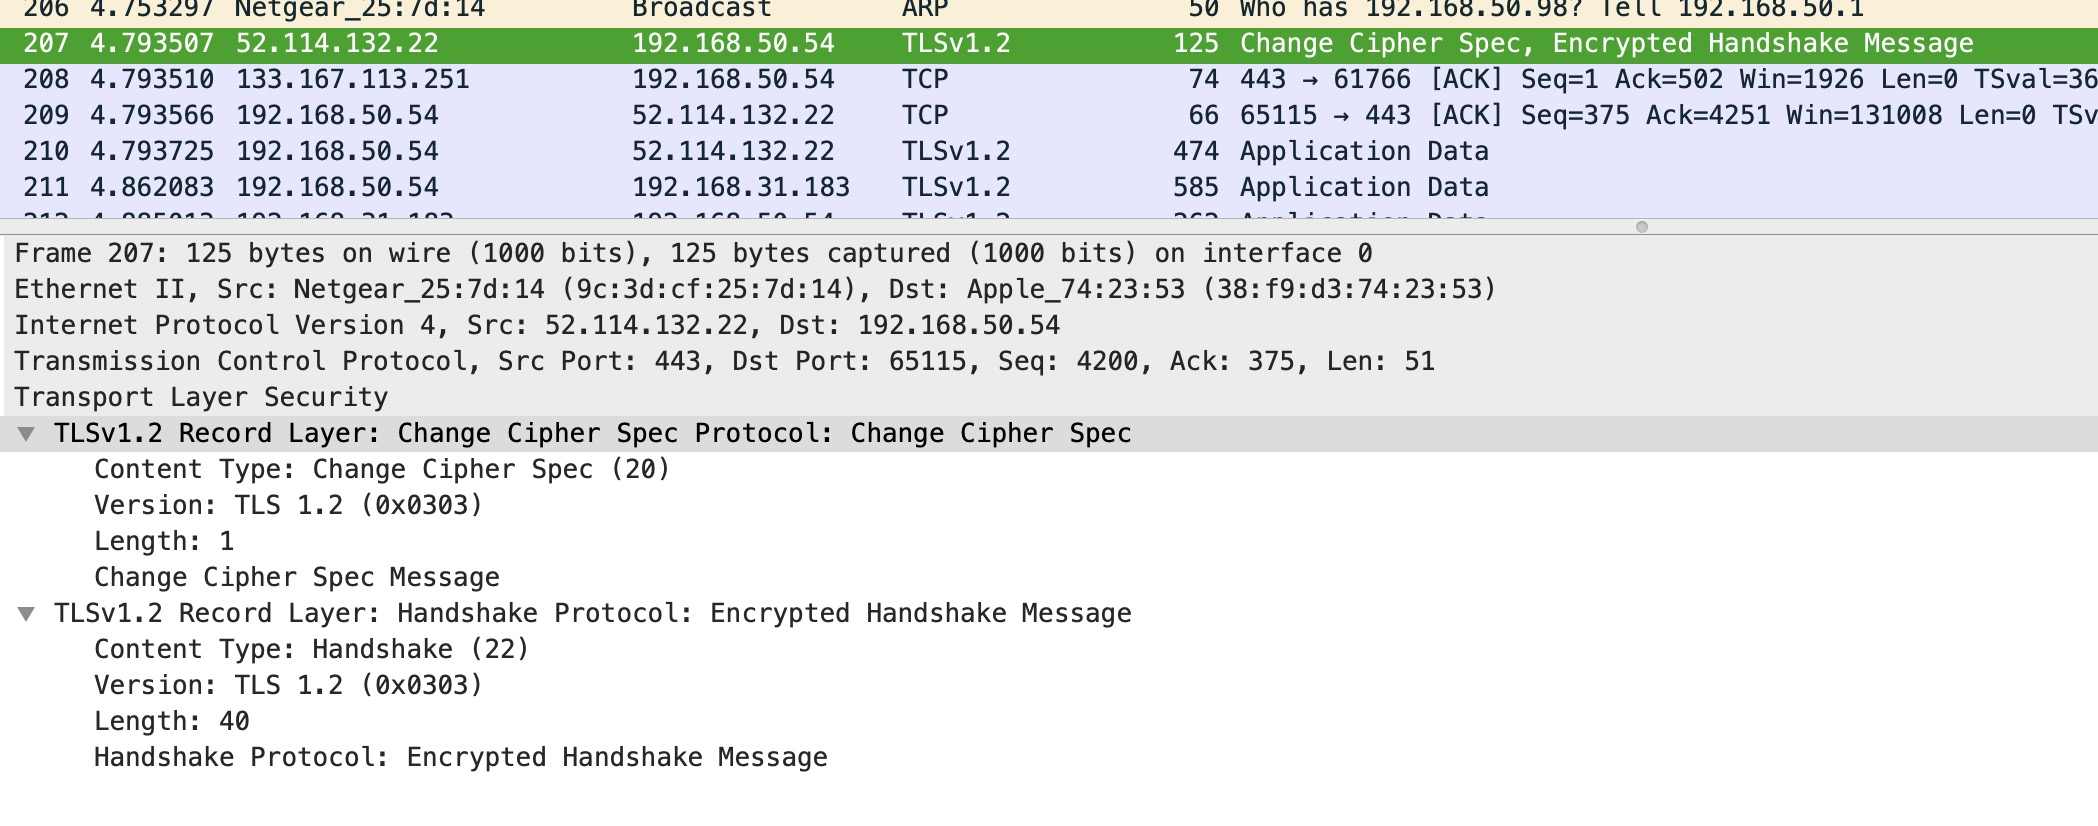 206 4.753297 Netgear_25:7d:14 Broadcast ARP 50 Who has 192.168.50.98? Tell 192.168.50.1
207 4.793507 52.114.132.22 192.168.50.54 TLSv1.2 125 Change Cipher Spec, Encrypted Handshake Message
208 4.793510 133.167.113.251 192.168.50.54 TCP 74 443 → 61766 [ACK] Seq=1 Ack=502 Win=1926 Len=0 TSval=36
209 4.793566 192.168.50.54 52.114.132.22 TCP 66 65115 → 443 [ACK] Seq=375 Ack=4251 Win=131008 Len=0 TSv
210 4.793725 192.168.50.54 52.114.132.22 TLSv1.2 474 Application Data
211 4.862083 192.168.50.54 192.168.31.183 TLSv1.2 585 Application Data
Frame 207: 125 bytes on wire (1000 bits), 125 bytes captured (1000 bits) on interface 0
Ethernet II, Src: Netgear_25:7d:14 (9c:3d:cf:25:7d:14), Dst: Apple_74:23:53 (38:f9:d3:74:23:53)
Internet Protocol Version 4, Src: 52.114.132.22, Dst: 192.168.50.54
Transmission Control Protocol, Src Port: 443, Dst Port: 65115, Seq: 4200, Ack: 375, Len: 51
Transport Layer Security
TLSv1.2 Record Layer: Change Cipher Spec Protocol: Change Cipher Spec
Content Type: Change Cipher Spec (20)
Version: TLS 1.2 (0x0303)
Length: 1
Change Cipher Spec Message
TLSv1.2 Record Layer: Handshake Protocol: Encrypted Handshake Message
Content Type: Handshake (22)
Version: TLS 1.2 (0x0303)
Length: 40
Handshake Protocol: Encrypted Handshake Message